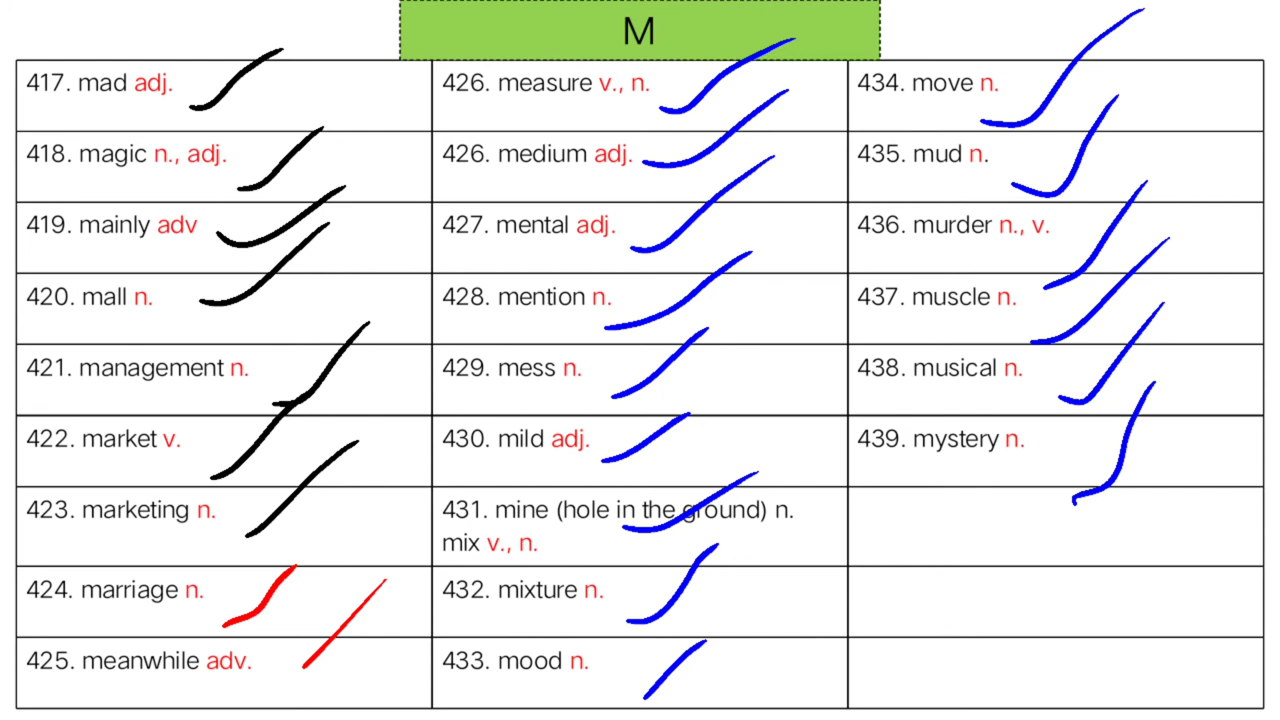 M
417. mad adj.
418. magic n., adj.
419. mainly adv
420. mall n.
421. management n.
422. market v.
423. marketing n.
424. marriage n.
425. meanwhile adv.
426. measure v., n.
426. medium adj.
427. mental adj.
428. mention n.
429. mess n.
430. mild adj.
431. mine (hole in the ground) n.
mix v., n.
432. mixture n.
433. mood n.
434. move n.
435. mud n.
436. murder n., v.
437. muscle n.
438. musical n.
439. mystery n.